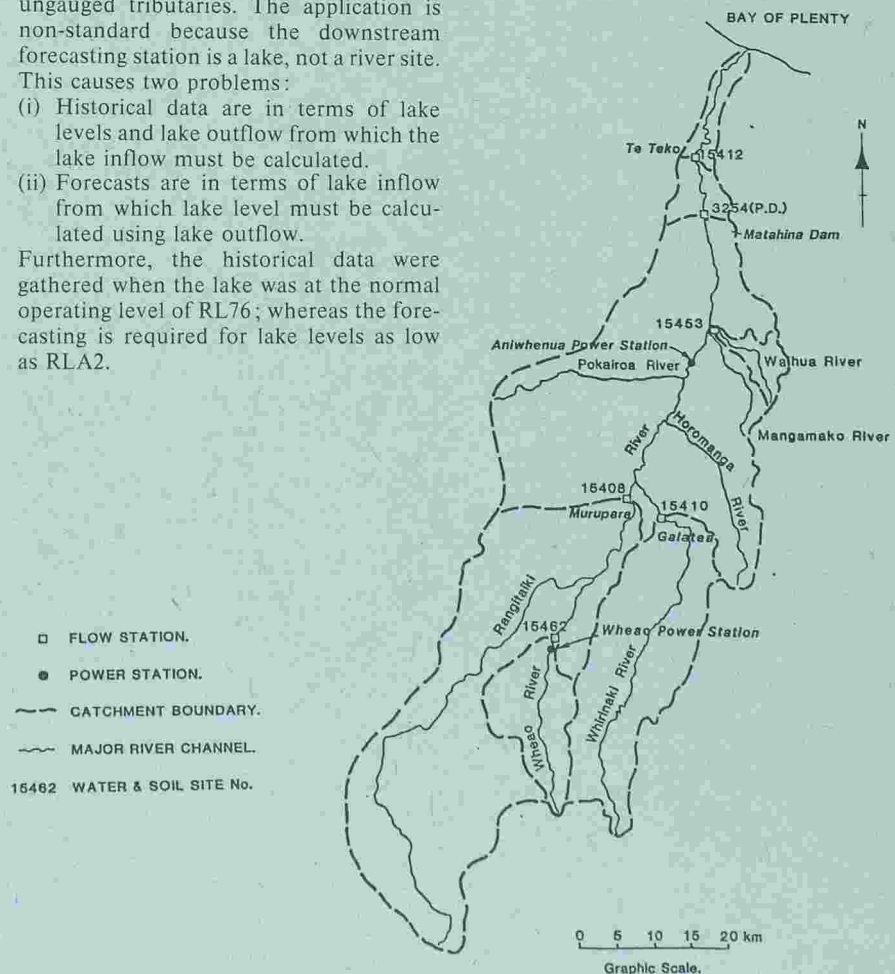 ungauged tributaries. The application is
non-standard because the downstream
forecasting station is a lake, not a river site.
This causes two problems:
(i) Historical data are in terms of lake
levels and lake outflow from which the
lake inflow must be calculated.
(ii) Forecasts are in terms of lake inflow
from which lake level must be calcu-
lated using lake outflow.
Furthermore, the historical data were
gathered when the lake was at the normal
operating level of RL76; whereas the fore-
casting is required for lake levels as low
as RLA2.
BAY OF PLENTY
N
Te Teko
15412
3254(P.D.)
Matahina Dam
15453
Aniwhenua Power Station
Waihua River
Pokairoa River
Mangamako River
River
Horomanga
River
15408
15410
Murupara
Galatea
Rangitaiki
15462
Wheao Power Station
Wheao River
Whirinaki River
FLOW STATION.
POWER STATION.
CATCHMENT BOUNDARY.
MAJOR RIVER CHANNEL.
15462 WATER & SOIL SITE No.
0 5 10 15 20 km
Graphic Scale.